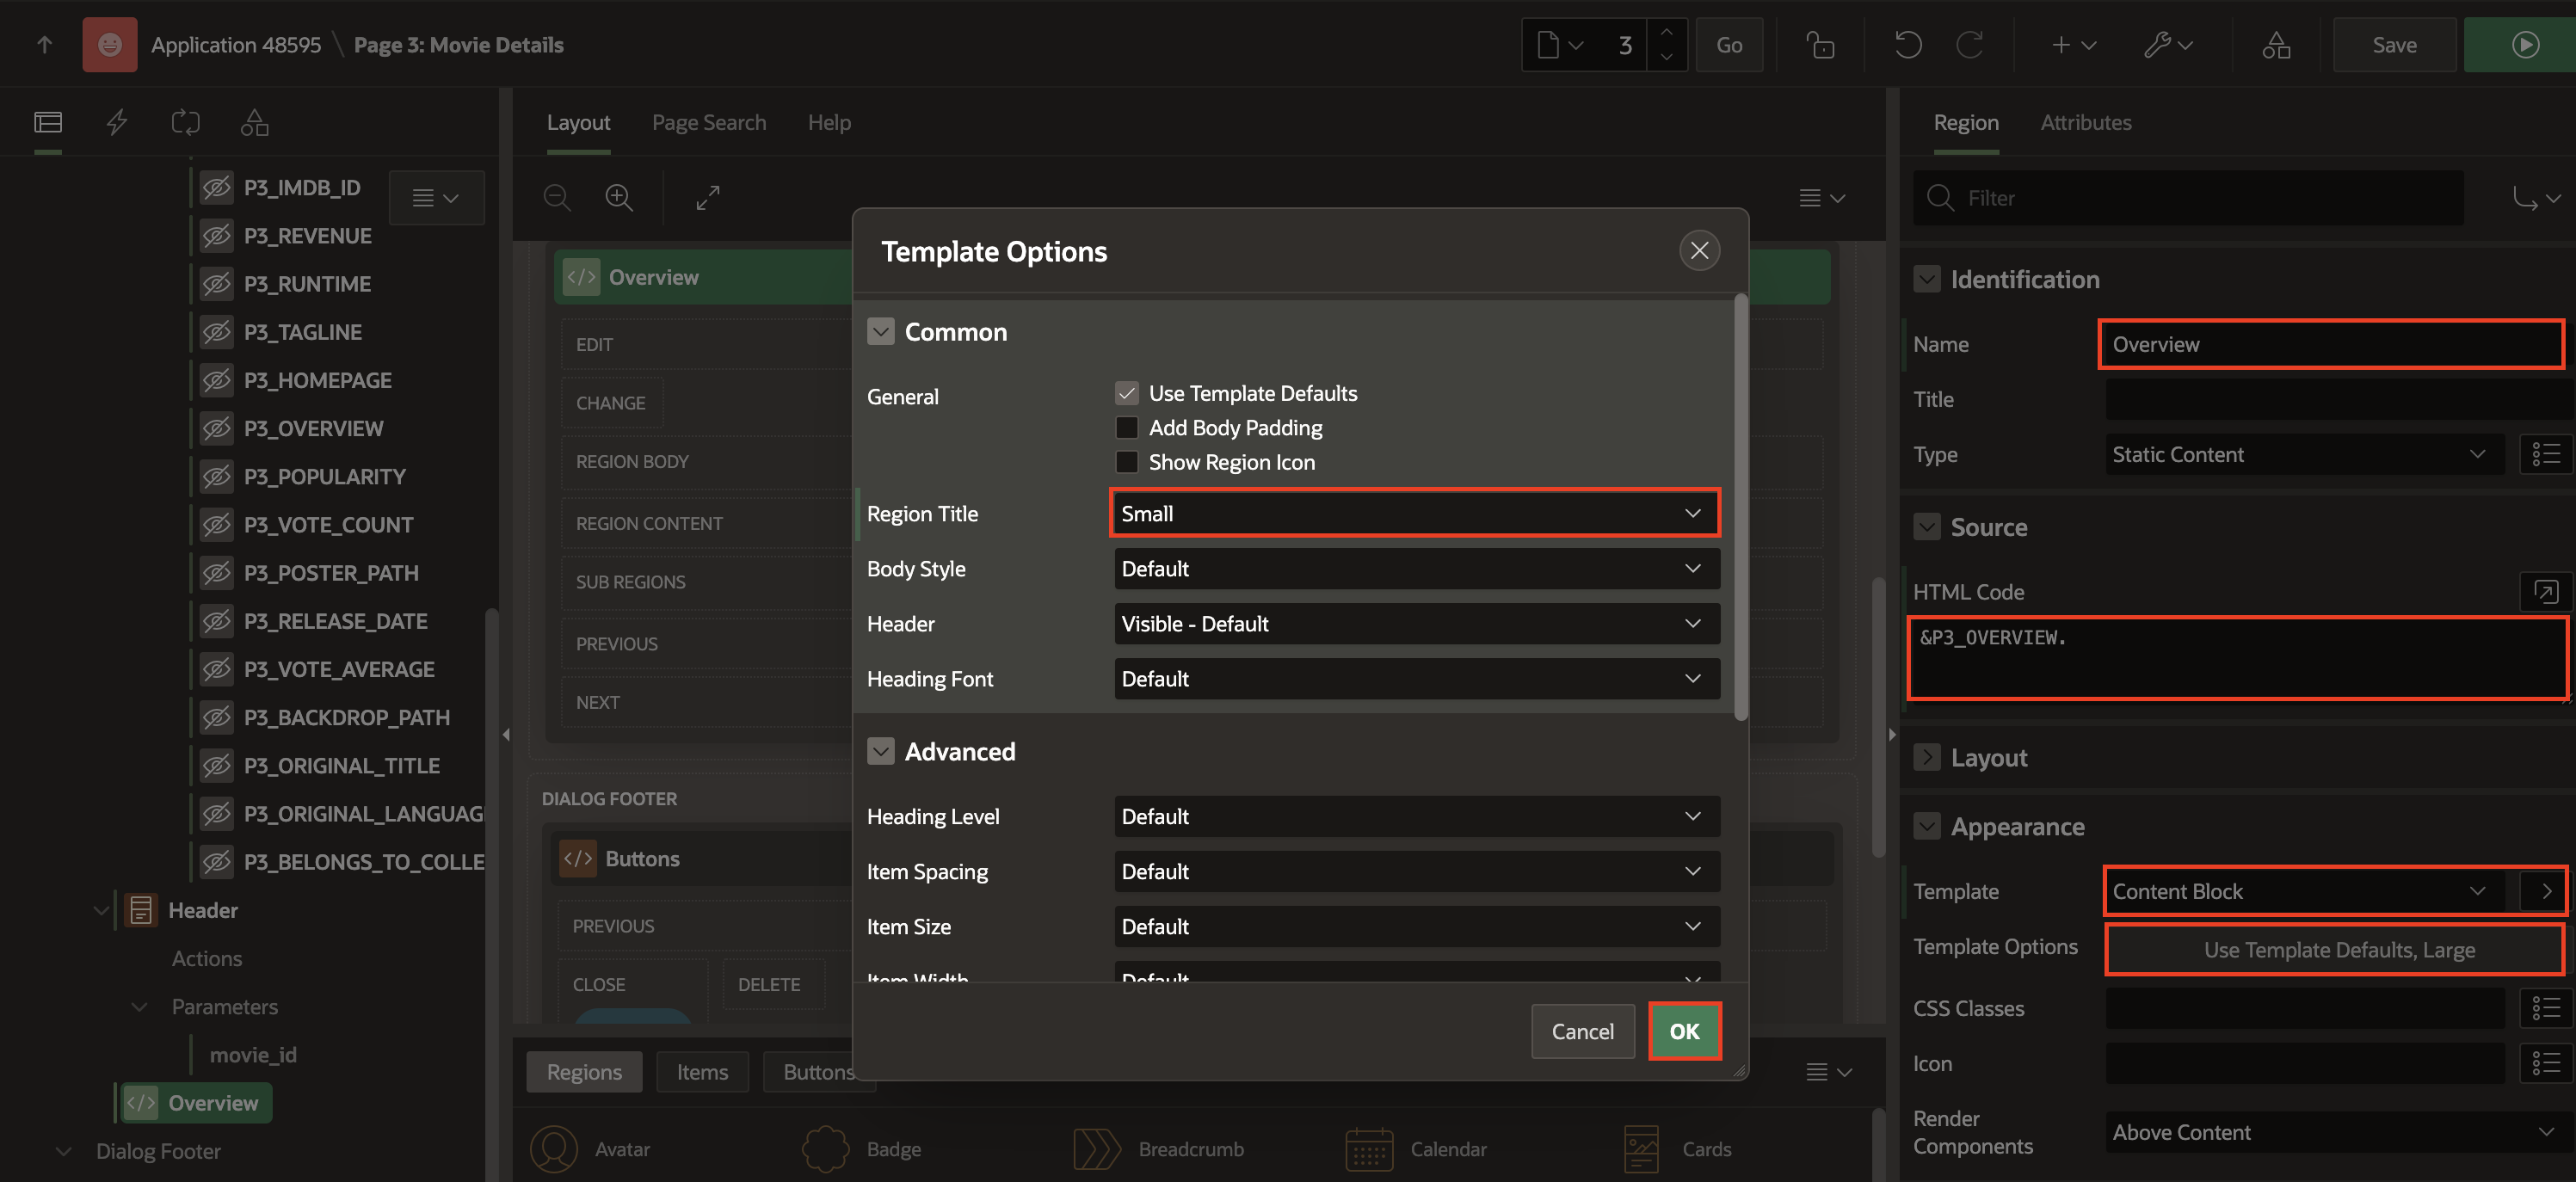 Application 48595 \ Page 3: Movie Details
3
Go
Save
Layout
Page Search
Help
Region
Attributes
P3_IMDB_ID
P3_REVENUE
P3_RUNTIME
P3_TAGLINE
P3_HOMEPAGE
P3_OVERVIEW
P3_POPULARITY
P3_VOTE_COUNT
P3_POSTER_PATH
P3_RELEASE_DATE
P3_VOTE_AVERAGE
P3_BACKDROP_PATH
P3_ORIGINAL_TITLE
P3_ORIGINAL_LANGUAG
P3_BELONGS_TO_COLLE
Header
Actions
Parameters
movie_id
Overview
Dialog Footer
Overview
EDIT
CHANGE
REGION BODY
REGION CONTENT
SUB REGIONS
PREVIOUS
NEXT
DIALOG FOOTER
Buttons
PREVIOUS
CLOSE
DELETE
Regions
Items
Buttons
Avatar
Badge
Breadcrumb
Calendar
Cards
Template Options
Common
General
Use Template Defaults
Add Body Padding
Show Region Icon
Region Title
Small
Body Style
Default
Header
Visible - Default
Heading Font
Default
Advanced
Heading Level
Default
Item Spacing
Default
Item Size
Default
Item Width
Default
Cancel
OK
Filter
Identification
Name
Overview
Title
Type
Static Content
Source
HTML Code
&P3_OVERVIEW.
Layout
Appearance
Template
Content Block
Template Options
Use Template Defaults, Large
CSS Classes
Icon
Render
Components
Above Content